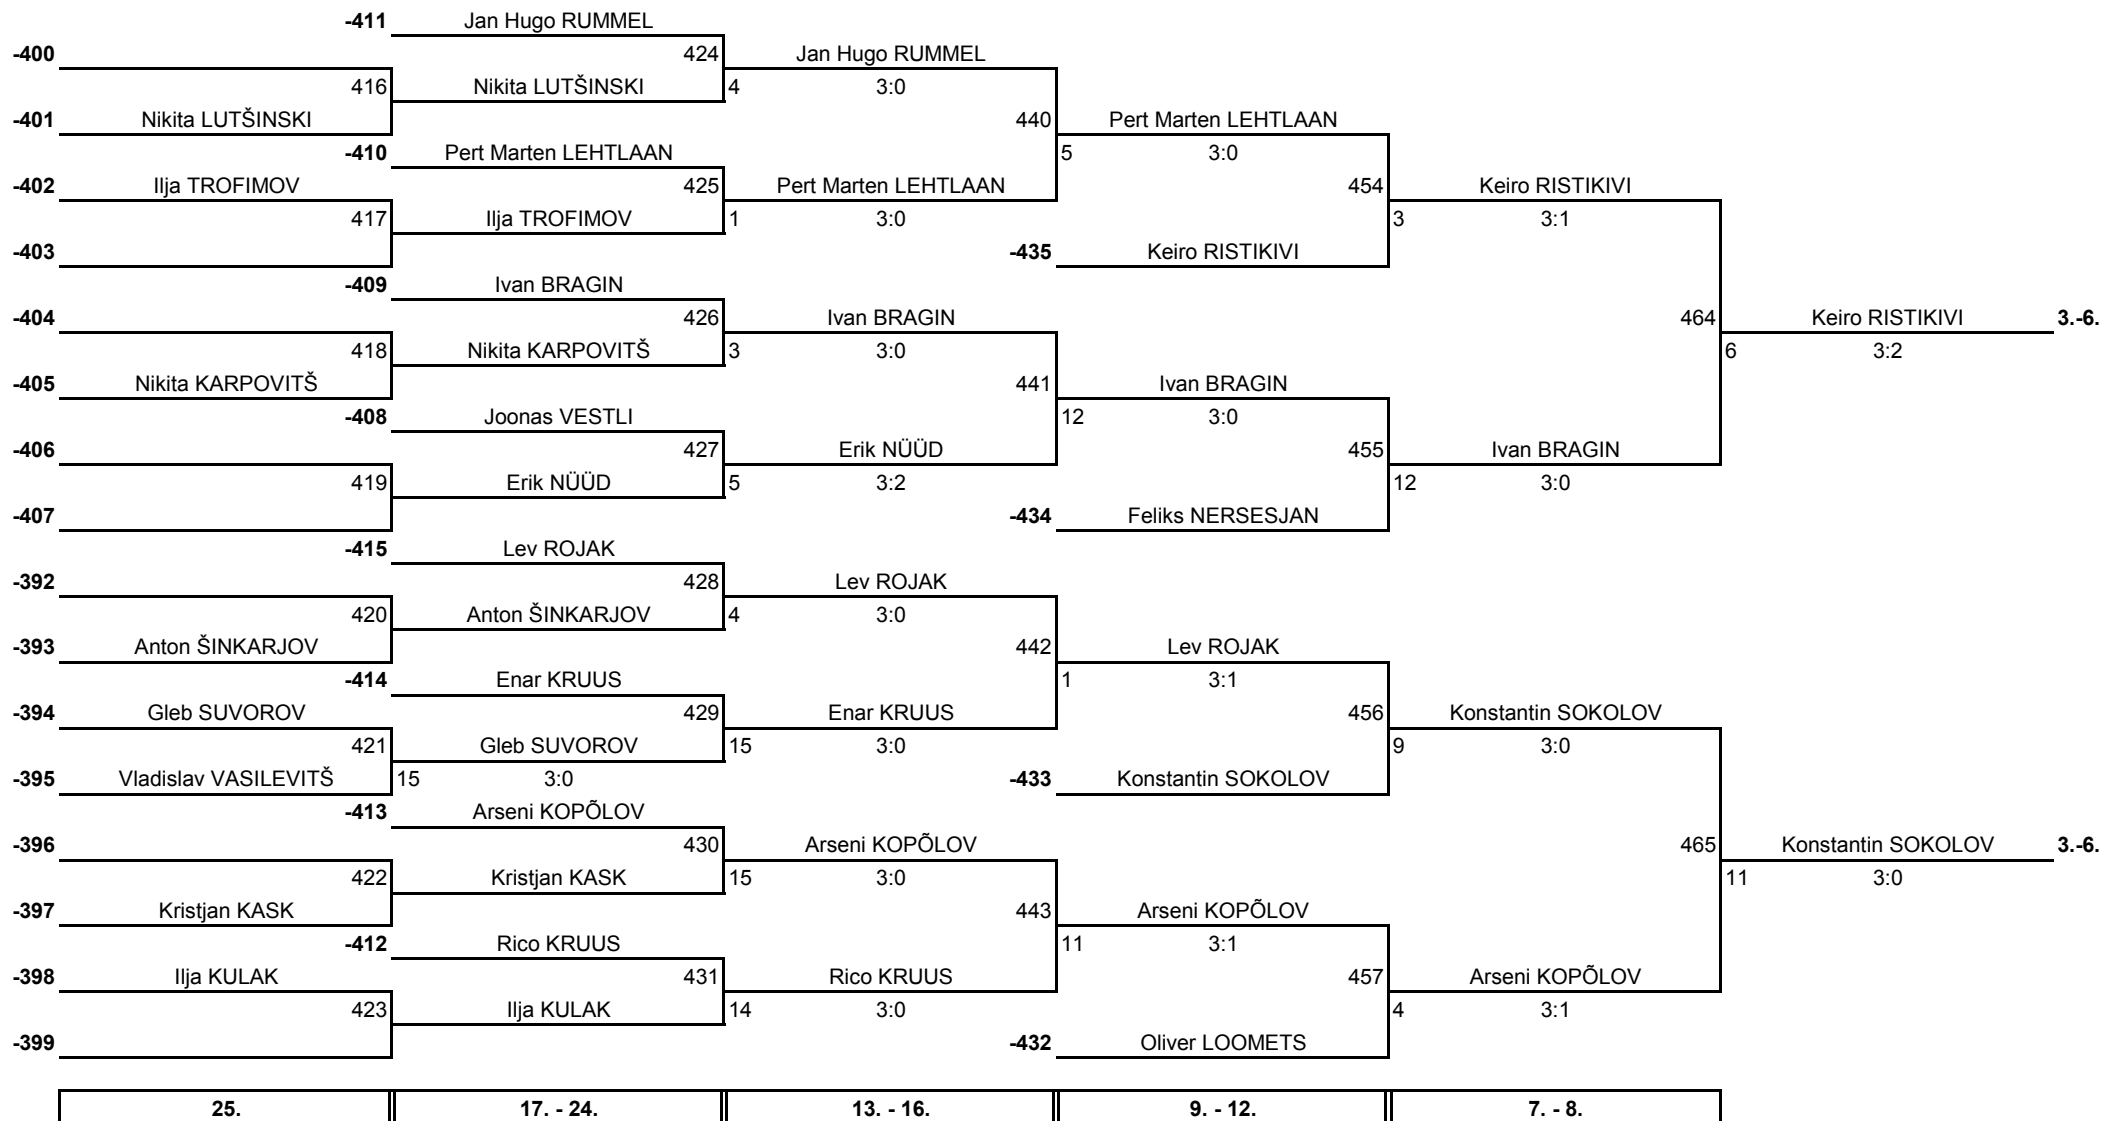 -411 Jan Hugo RUMMEL
-400 424 Jan Hugo RUMMEL
416 Nikita LUTŠINSKI 4 3:0
-401 Nikita LUTŠINSKI 440 Pert Marten LEHTLAAN
-410 Pert Marten LEHTLAAN 5 3:0
-402 Ilja TROFIMOV 425 Pert Marten LEHTLAAN 454 Keiro RISTIKIVI
417 Ilja TROFIMOV 1 3:0 3 3:1
-403 -435 Keiro RISTIKIVI
-409 Ivan BRAGIN
-404 426 Ivan BRAGIN 464 Keiro RISTIKIVI 3.-6.
418 Nikita KARPOVITŠ 3 3:0 6 3:2
-405 Nikita KARPOVITŠ 441 Ivan BRAGIN
-408 Joonas VESTLI 12 3:0
-406 427 Erik NÜÜD 455 Ivan BRAGIN
419 Erik NÜÜD 5 3:2 12 3:0
-407 -434 Feliks NERSESJAN
-415 Lev ROJAK
-392 428 Lev ROJAK
420 Anton ŠINKARJOV 4 3:0
-393 Anton ŠINKARJOV 442 Lev ROJAK
-414 Enar KRUUS 1 3:1
-394 Gleb SUVOROV 429 Enar KRUUS 456 Konstantin SOKOLOV
421 Gleb SUVOROV 15 3:0 9 3:0
-395 Vladislav VASILEVITŠ 15 3:0 -433 Konstantin SOKOLOV
-413 Arseni KOPÕLOV
-396 430 Arseni KOPÕLOV 465 Konstantin SOKOLOV 3.-6.
422 Kristjan KASK 15 3:0 11 3:0
-397 Kristjan KASK 443 Arseni KOPÕLOV
-412 Rico KRUUS 11 3:1
-398 Ilja KULAK 431 Rico KRUUS 457 Arseni KOPÕLOV
423 Ilja KULAK 14 3:0 4 3:1
-399 -432 Oliver LOOMETS
25. 17. - 24. 13. - 16. 9. - 12. 7. - 8.